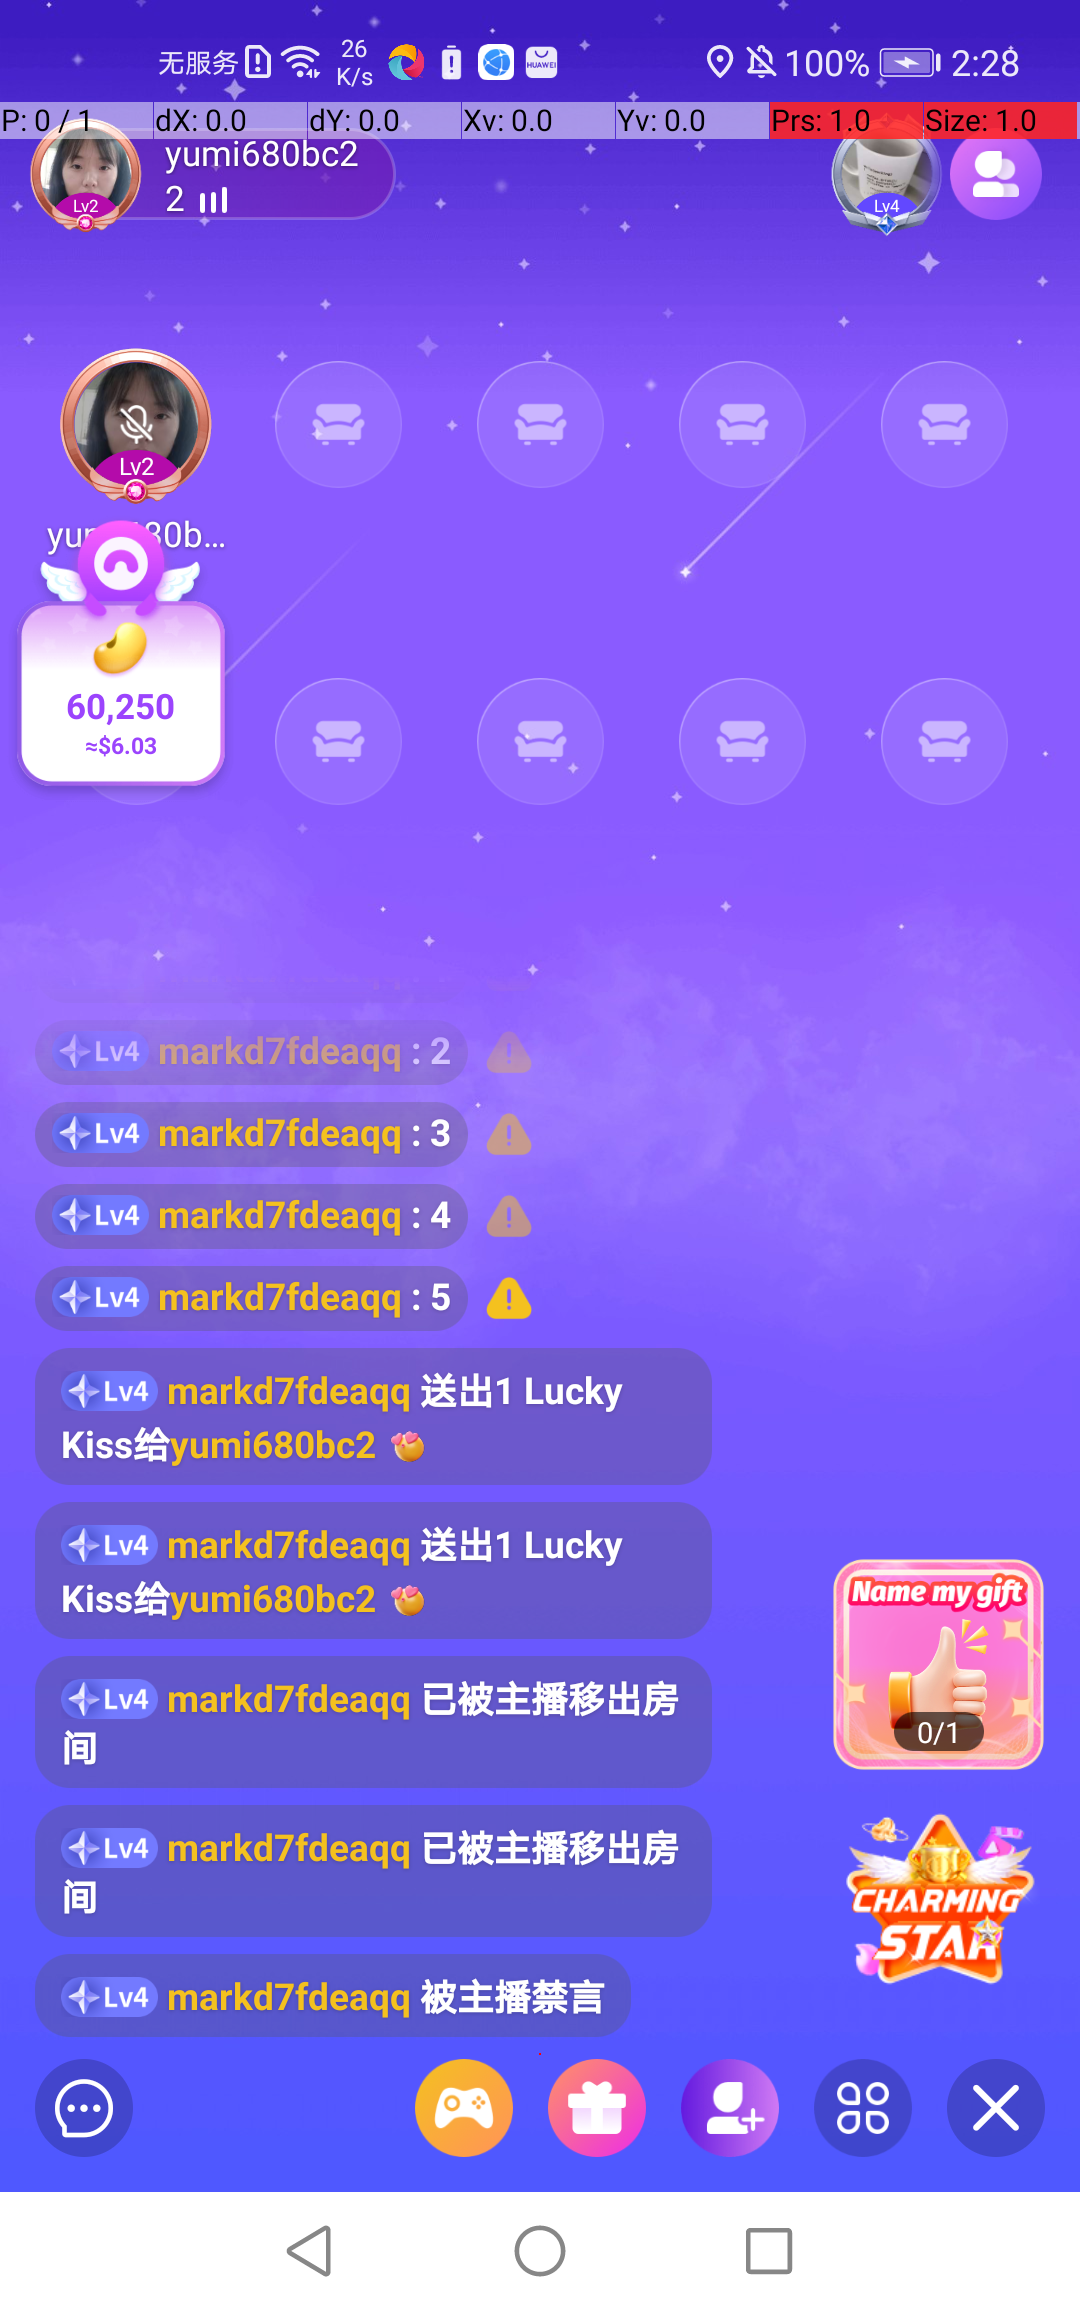 无服务 26 K/s HUAWEI 100% 2:28
P: 0 / 1 dX: 0.0 dY: 0.0 Xv: 0.0 Yv: 0.0 Prs: 1.0 Size: 1.0
yumi680bc2
2
Lv2
Lv4
Lv2
60,250
≈$6.03
Lv4 markd7fdeaqq : 2
Lv4 markd7fdeaqq : 3
Lv4 markd7fdeaqq : 4
Lv4 markd7fdeaqq : 5
Lv4 markd7fdeaqq 送出1 Lucky
Kiss给yumi680bc2
Lv4 markd7fdeaqq 送出1 Lucky
Kiss给yumi680bc2
Lv4 markd7fdeaqq 已被主播移出房
间
Lv4 markd7fdeaqq 已被主播移出房
间
Lv4 markd7fdeaqq 被主播禁言
Name my gift
0/1
CHARMING
STAR